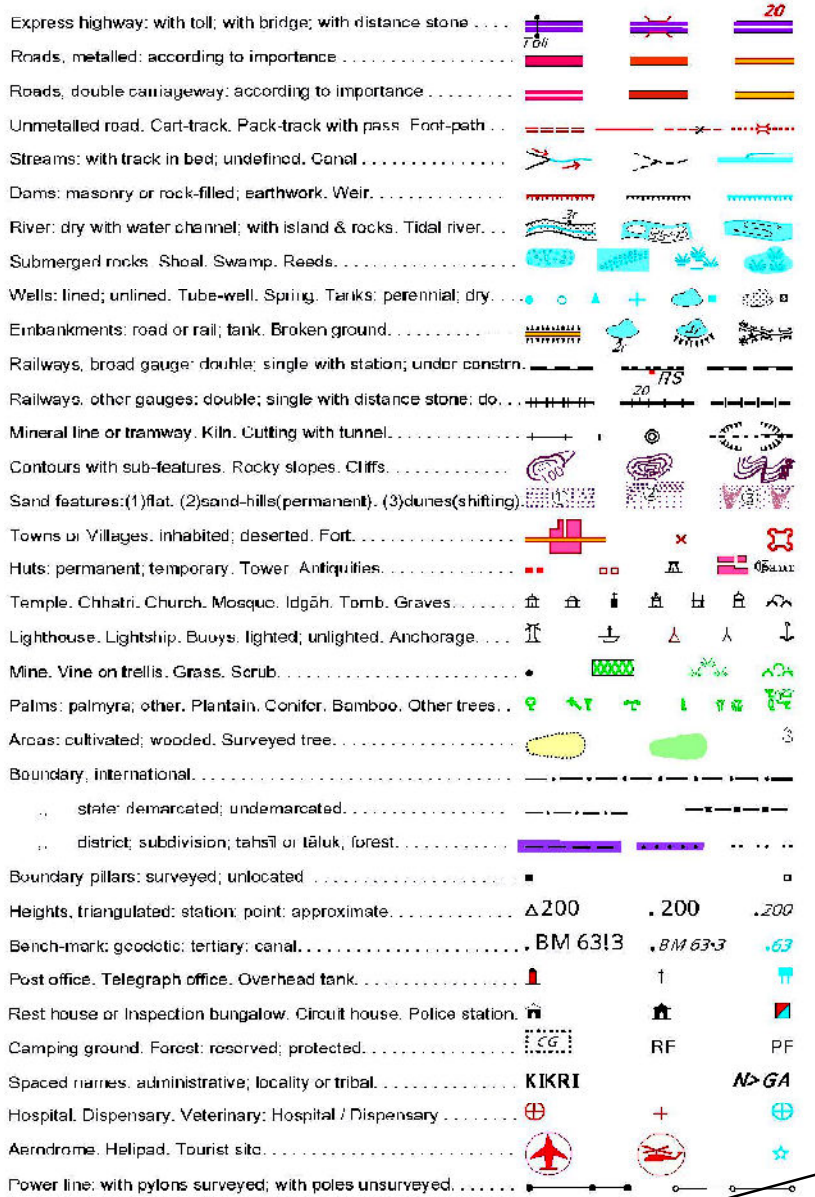 Express highway: with toll; with bridge; with distance stone . . . . Toll 20
Roads, metalled: according to importance . . . . . . . . . . . . . . . . .
Roads, double carriageway: according to importance . . . . . . . . .
Unmetalled road. Cart-track. Pack-track with pass. Foot-path . . .
Streams: with track in bed; undefined. Canal . . . . . . . . . . . . . . .
Dams: masonry or rock-filled; earthwork. Weir. . . . . . . . . . . . . . .
River: dry with water channel; with island & rocks. Tidal river. . . . 3r
Submerged rocks. Shoal. Swamp. Reeds. . . . . . . . . . . . . . . . . . .
Wells: lined; unlined. Tube-well. Spring. Tanks: perennial; dry. . .
Embankments: road or rail; tank. Broken ground. . . . . . . . . . . . . 2r
Railways, broad gauge: double; single with station; under constrn. RS
Railways, other gauges: double; single with distance stone; do. . . 20
Mineral line or tramway. Kiln. Cutting with tunnel. . . . . . . . . . . . .
Contours with sub-features. Rocky slopes. Cliffs. . . . . . . . . . . . . 100
Sand features:(1)flat. (2)sand-hills(permanent). (3)dunes(shifting). (1) (2) (3)
Towns or Villages. inhabited; deserted. Fort. . . . . . . . . . . . . . . . .
Huts: permanent; temporary. Tower. Antiquities. . . . . . . . . . . . . .
Temple. Chhatri. Church. Mosque. Idgāh. Tomb. Graves. . . . . . .
Lighthouse. Lightship. Buoys. lighted; unlighted. Anchorage. . . . .
Mine. Vine on trellis. Grass. Scrub. . . . . . . . . . . . . . . . . . . . . . . .
Palms: palmyra; other. Plantain. Conifer. Bamboo. Other trees. . .
Areas: cultivated; wooded. Surveyed tree. . . . . . . . . . . . . . . . . . . 3
Boundary, international. . . . . . . . . . . . . . . . . . . . . . . . . . . . . . . .
,, state: demarcated; undemarcated. . . . . . . . . . . . . . . . . .
,, district; subdivision; tahsīl or tāluk; forest. . . . . . . . . . . . .
Boundary pillars: surveyed; unlocated . . . . . . . . . . . . . . . . . . . .
Heights, triangulated: station; point; approximate. . . . . . . . . . . . . 200 .200 .200
Bench-mark: geodetic; tertiary; canal. . . . . . . . . . . . . . . . . . . . . . .BM 63!3 .BM 63·3 .63
Post office. Telegraph office. Overhead tank. . . . . . . . . . . . . . . . .
Rest house or Inspection bungalow. Circuit house. Police station.
Camping ground. Forest: reserved; protected. . . . . . . . . . . . . . . . CG RF PF
Spaced names. administrative; locality or tribal. . . . . . . . . . . . . . . KIKRI N>GA
Hospital. Dispensary. Veterinary: Hospital / Dispensary . . . . . . . .
Aerodrome. Helipad. Tourist site. . . . . . . . . . . . . . . . . . . . . . . . . .
Power line: with pylons surveyed; with poles unsurveyed. . . . . . .